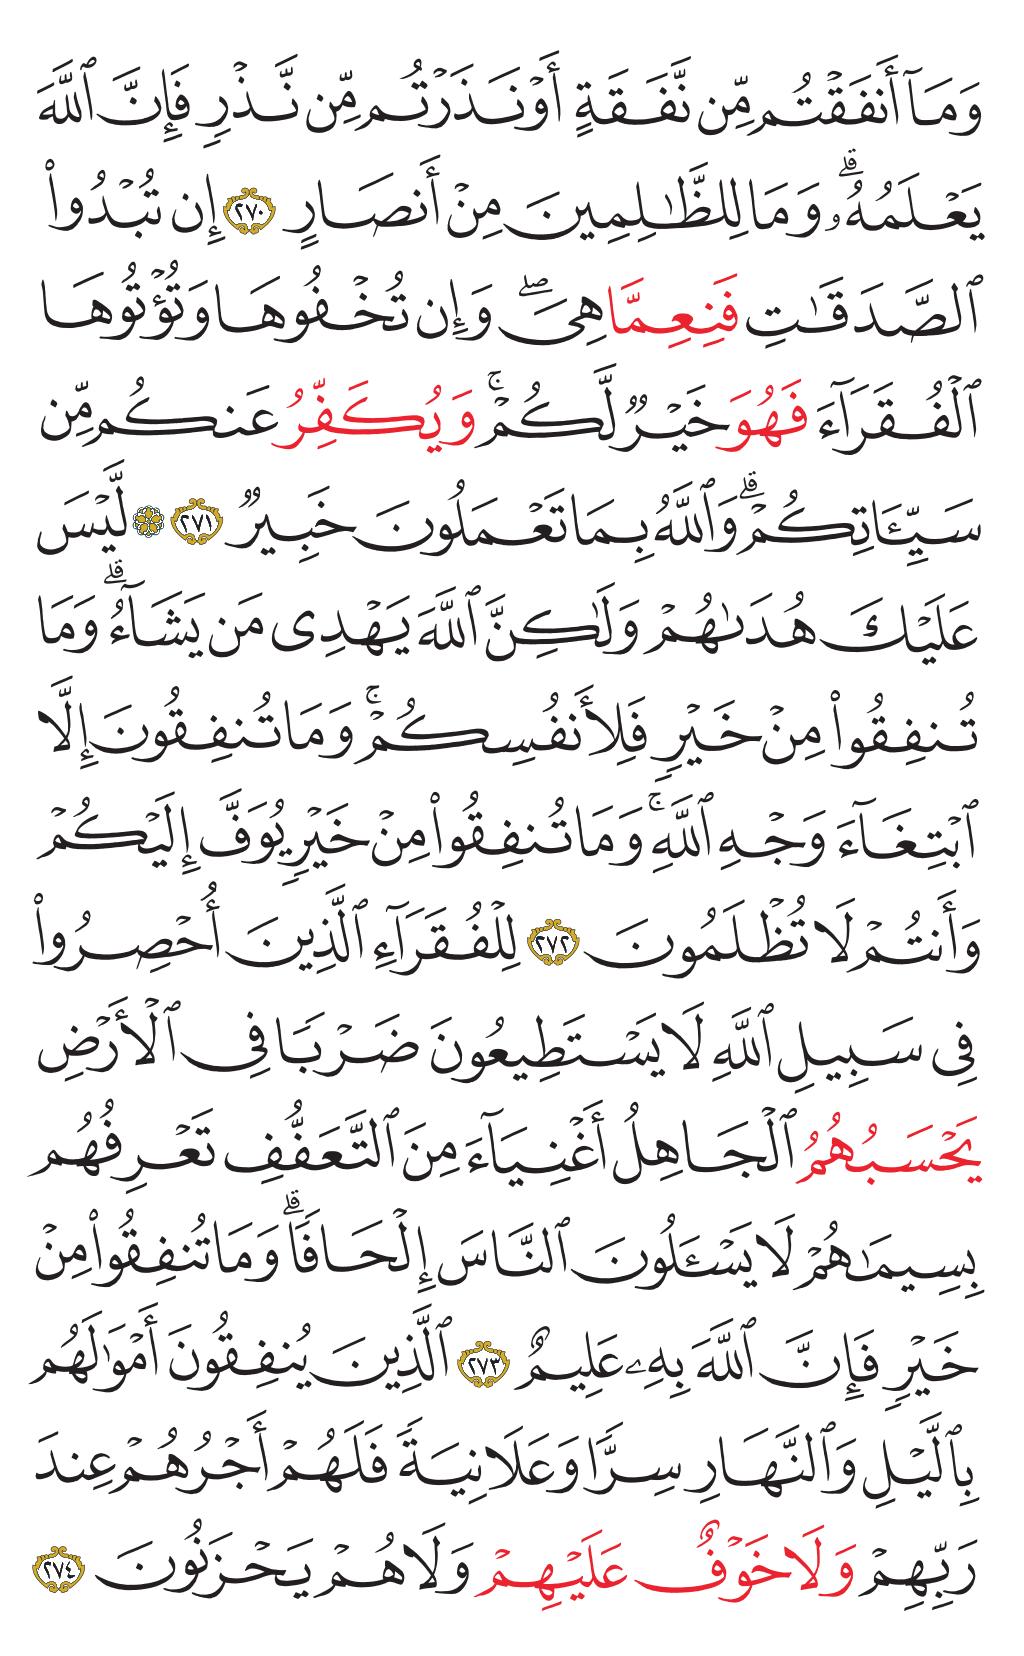 وَمَآ أَنفَقْتُم مِّن نَّفَقَةٍ أَوْ نَذَرْتُم مِّن نَّذْرٍ فَإِنَّ ٱللَّهَ
يَعْلَمُهُۥ ۗ وَمَا لِلظَّـٰلِمِينَ مِنْ أَنصَارٍ ٢٧٠ إِن تُبْدُوا۟
ٱلصَّدَقَـٰتِ فَنِعِمَّا هِىَ ۖ وَإِن تُخْفُوهَا وَتُؤْتُوهَا
ٱلْفُقَرَآءَ فَهُوَ خَيْرٌ لَّكُمْ ۚ وَيُكَفِّرُ عَنكُم مِّن
سَيِّـَٔاتِكُمْ ۗ وَٱللَّهُ بِمَا تَعْمَلُونَ خَبِيرٌ ٢٧١ لَّيْسَ
عَلَيْكَ هُدَىٰهُمْ وَلَـٰكِنَّ ٱللَّهَ يَهْدِى مَن يَشَآءُ ۗ وَمَا
تُنفِقُوا۟ مِنْ خَيْرٍ فَلِأَنفُسِكُمْ ۚ وَمَا تُنفِقُونَ إِلَّا
ٱبْتِغَآءَ وَجْهِ ٱللَّهِ ۚ وَمَا تُنفِقُوا۟ مِنْ خَيْرٍ يُوَفَّ إِلَيْكُمْ
وَأَنتُمْ لَا تُظْلَمُونَ ٢٧٢ لِلْفُقَرَآءِ ٱلَّذِينَ أُحْصِرُوا۟
فِى سَبِيلِ ٱللَّهِ لَا يَسْتَطِيعُونَ ضَرْبًا فِى ٱلْأَرْضِ
يَحْسَبُهُمُ ٱلْجَاهِلُ أَغْنِيَآءَ مِنَ ٱلتَّعَفُّفِ تَعْرِفُهُم
بِسِيمَـٰهُمْ لَا يَسْـَٔلُونَ ٱلنَّاسَ إِلْحَافًا ۗ وَمَا تُنفِقُوا۟ مِنْ
خَيْرٍ فَإِنَّ ٱللَّهَ بِهِۦ عَلِيمٌ ٢٧٣ ٱلَّذِينَ يُنفِقُونَ أَمْوَٰلَهُم
بِٱلَّيْلِ وَٱلنَّهَارِ سِرًّا وَعَلَانِيَةً فَلَهُمْ أَجْرُهُمْ عِندَ
رَبِّهِمْ وَلَا خَوْفٌ عَلَيْهِمْ وَلَا هُمْ يَحْزَنُونَ ٢٧٤